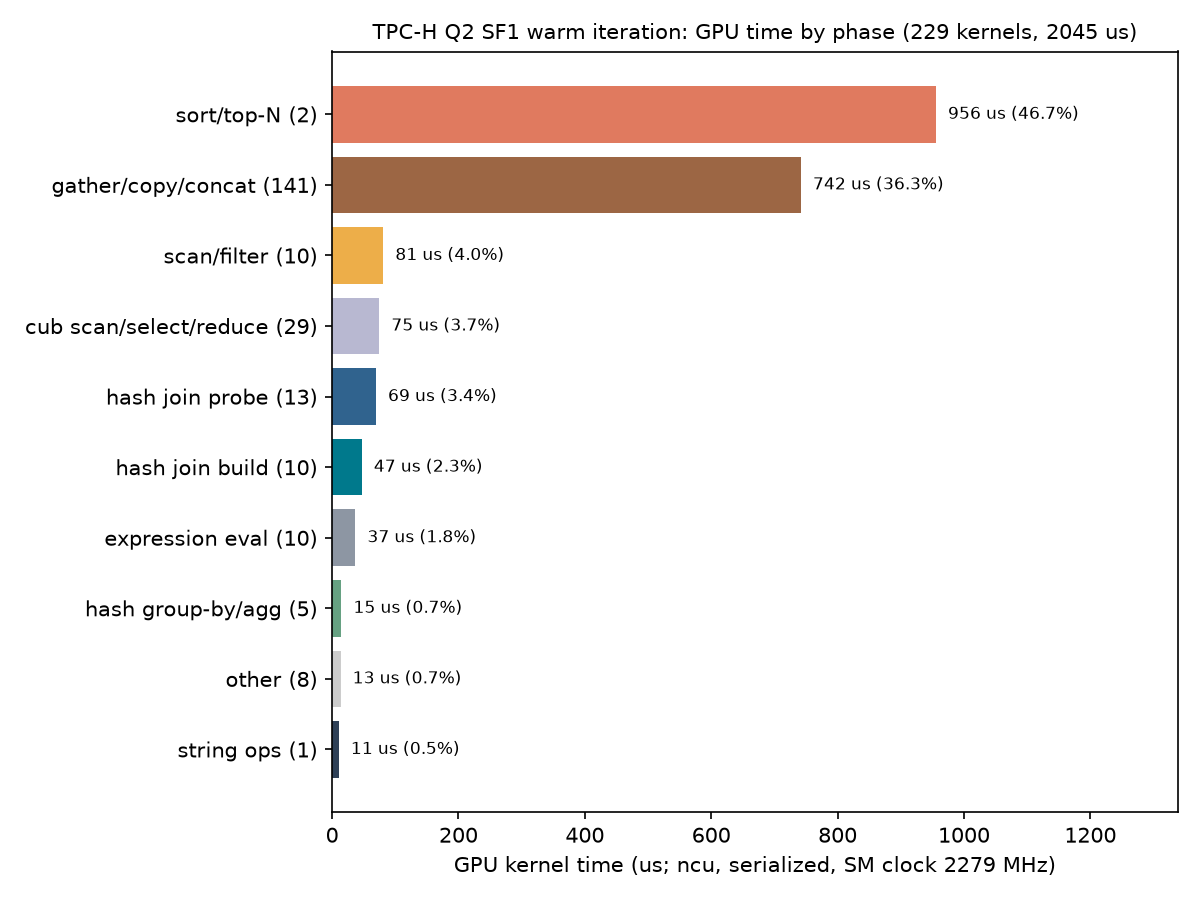 TPC-H Q2 SF1 warm iteration: GPU time by phase (229 kernels, 2045 us)
sort/top-N (2)
956 us (46.7%)
gather/copy/concat (141)
742 us (36.3%)
scan/filter (10)
81 us (4.0%)
cub scan/select/reduce (29)
75 us (3.7%)
hash join probe (13)
69 us (3.4%)
hash join build (10)
47 us (2.3%)
expression eval (10)
37 us (1.8%)
hash group-by/agg (5)
15 us (0.7%)
other (8)
13 us (0.7%)
string ops (1)
11 us (0.5%)
0 200 400 600 800 1000 1200
GPU kernel time (us; ncu, serialized, SM clock 2279 MHz)